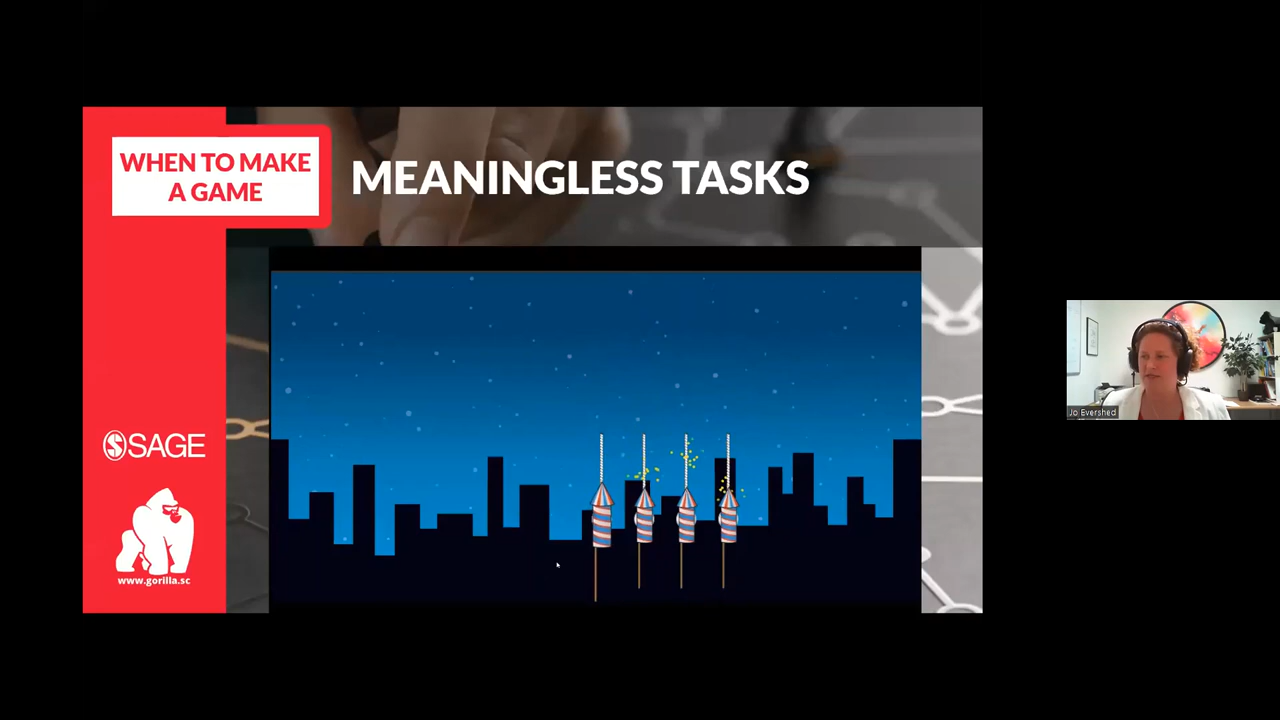 WHEN TO MAKE
A GAME
MEANINGLESS TASKS
SAGE
www.gorilla.sc
Jo Evershed